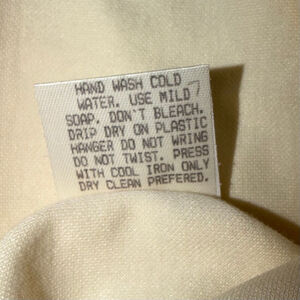 HAND WASH COLD
WATER. USE MILD
SOAP. DON'T BLEACH.
DRIP DRY ON PLASTIC
HANGER DO NOT WRING
DO NOT TWIST. PRESS
WITH COOL IRON ONLY
DRY CLEAN PREFERED.